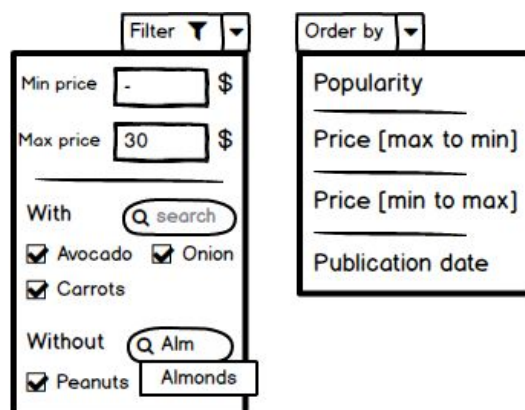 Filter
Min price - $
Max price 30 $
With search
Avocado Onion
Carrots
Without Alm
Peanuts Almonds
Order by
Popularity
Price [max to min]
Price [min to max]
Publication date